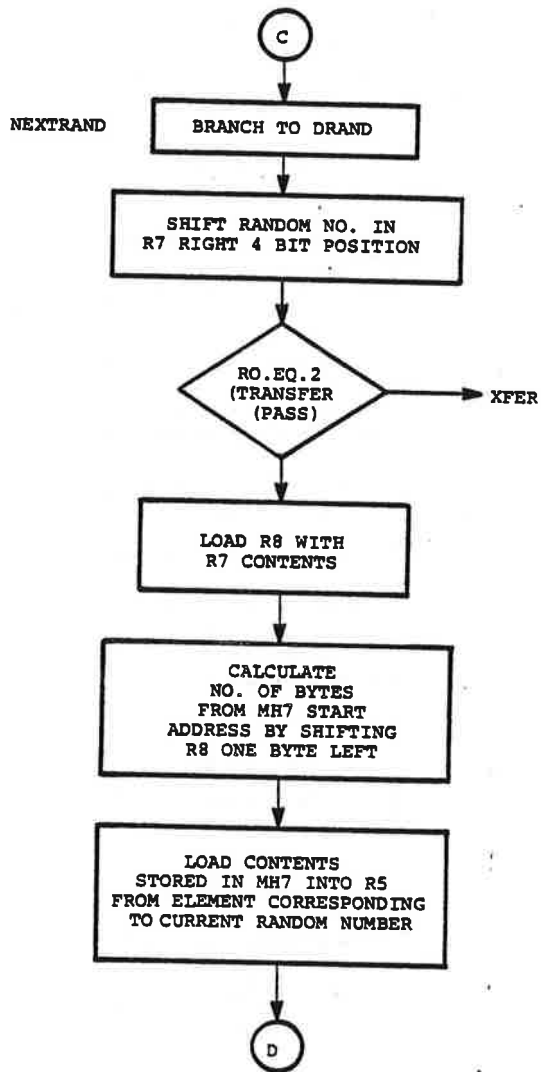 C
NEXTRAND
BRANCH TO DRAND
SHIFT RANDOM NO. IN
R7 RIGHT 4 BIT POSITION
RO.EQ.2
(TRANSFER
(PASS)
XFER
LOAD R8 WITH
R7 CONTENTS
CALCULATE
NO. OF BYTES
FROM MH7 START
ADDRESS BY SHIFTING
R8 ONE BYTE LEFT
LOAD CONTENTS
STORED IN MH7 INTO R5
FROM ELEMENT CORRESPONDING
TO CURRENT RANDOM NUMBER
D